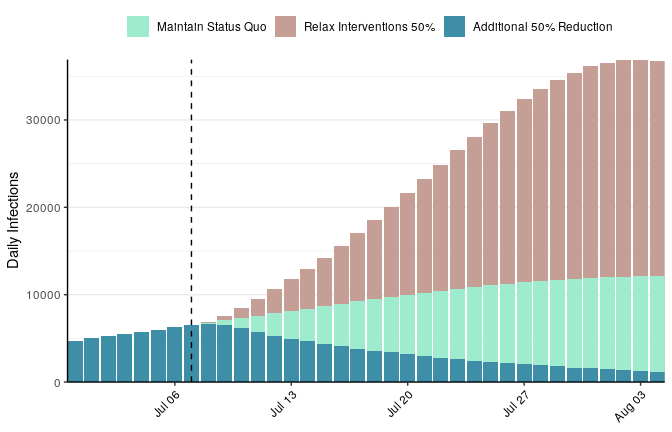 Maintain Status Quo Relax Interventions 50% Additional 50% Reduction
Daily Infections
30000
20000
10000
0
Jul 06 Jul 13 Jul 20 Jul 27 Aug 03